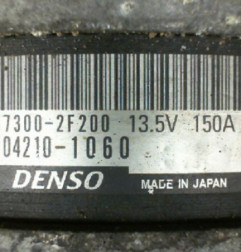 7300-2F200 13.5V 150A
04210-1060
DENSO MADE IN JAPAN